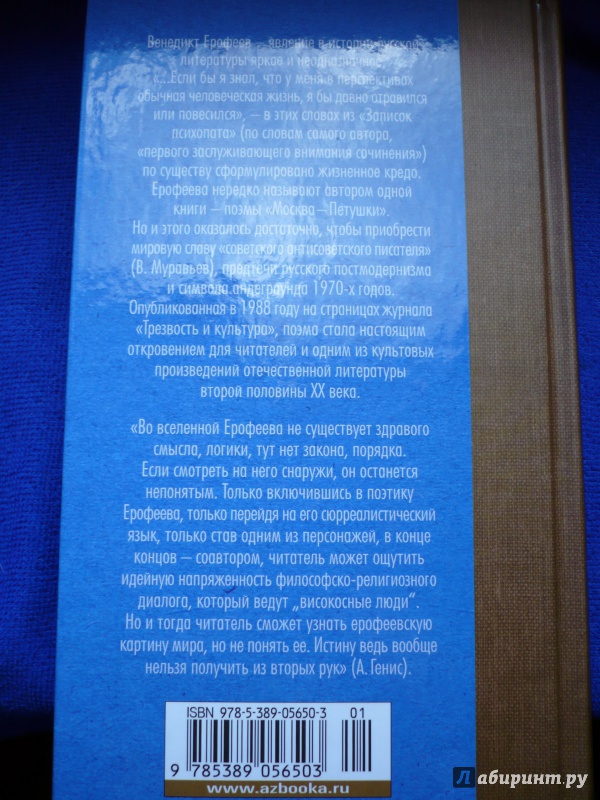 Венедикт Ерофеев – явление в истории русской
литературы яркое и неоднозначное.
«...Если бы я знал, что у меня в перспективах
обычная человеческая жизнь, я бы давно отравился
или повесился», – в этих словах из «Записок
психопата» (по словам самого автора,
«первого заслуживающего внимания сочинения»)
по существу сформулировано жизненное кредо.
Ерофеева нередко называют автором одной
книги – поэмы «Москва – Петушки».
Но и этого оказалось достаточно, чтобы приобрести
мировую славу «советского антисоветского писателя»
(В. Муравьев), предтечи русского постмодернизма
и символа андеграунда 1970-х годов.
Опубликованная в 1988 году на страницах журнала
«Трезвость и культура», поэма стала настоящим
откровением для читателей и одним из культовых
произведений отечественной литературы
второй половины XX века.
«Во вселенной Ерофеева не существует здравого
смысла, логики, тут нет закона, порядка.
Если смотреть на него снаружи, он останется
непонятым. Только включившись в поэтику
Ерофеева, только перейдя на его сюрреалистический
язык, только став одним из персонажей, в конце
концов – соавтором, читатель может ощутить
идейную напряженность философско-религиозного
диалога, который ведут „високосные люди“.
Но и тогда читатель сможет узнать ерофеевскую
картину мира, но не понять ее. Истину ведь вообще
нельзя получить из вторых рук» (А. Генис).
ISBN 978-5-389-05650-3 01
9 785389 056503
www.azbooka.ru
Лабиринт.ру